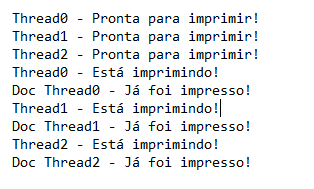 Thread0 - Pronta para imprimir!
Thread1 - Pronta para imprimir!
Thread2 - Pronta para imprimir!
Thread0 - Está imprimindo!
Doc Thread0 - Já foi impresso!
Thread1 - Está imprimindo!
Doc Thread1 - Já foi impresso!
Thread2 - Está imprimindo!
Doc Thread2 - Já foi impresso!